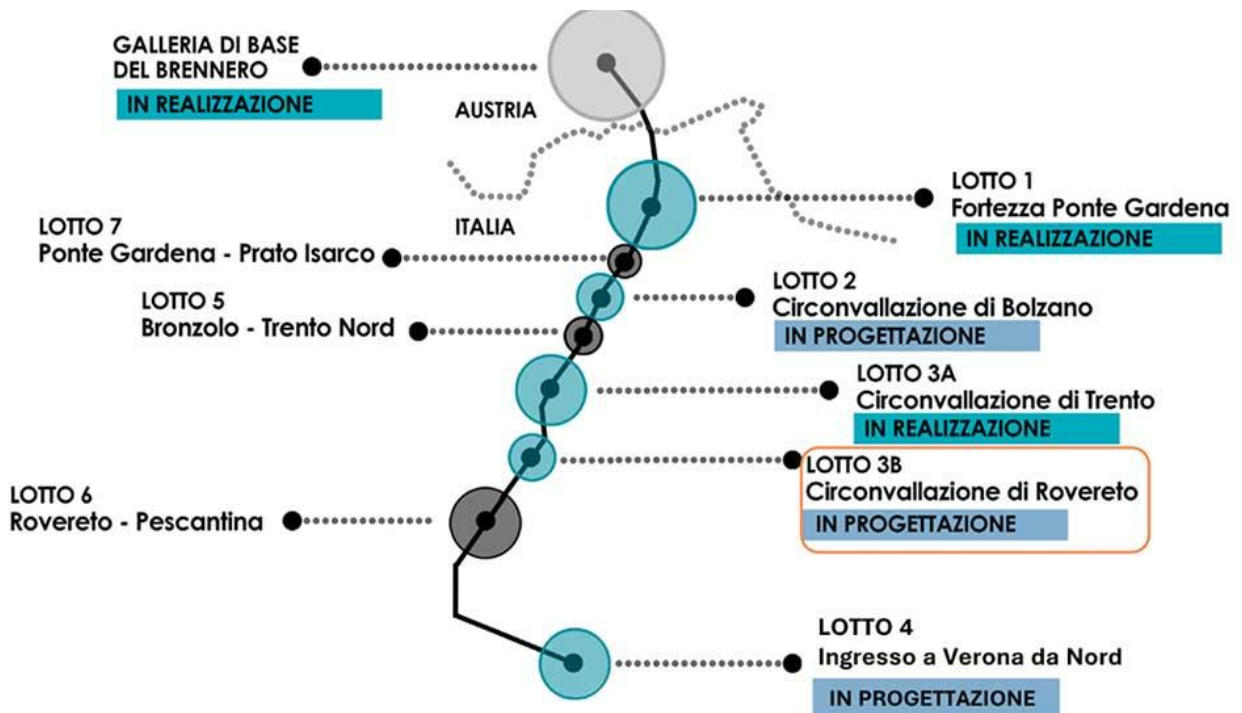 GALLERIA DI BASE
DEL BRENNERO
IN REALIZZAZIONE
AUSTRIA
LOTTO 1
Fortezza Ponte Gardena
IN REALIZZAZIONE
ITALIA
LOTTO 7
Ponte Gardena - Prato Isarco
LOTTO 2
Circonvallazione di Bolzano
IN PROGETTAZIONE
LOTTO 5
Bronzolo - Trento Nord
LOTTO 3A
Circonvallazione di Trento
IN REALIZZAZIONE
LOTTO 3B
Circonvallazione di Rovereto
IN PROGETTAZIONE
LOTTO 6
Rovereto - Pescantina
LOTTO 4
Ingresso a Verona da Nord
IN PROGETTAZIONE